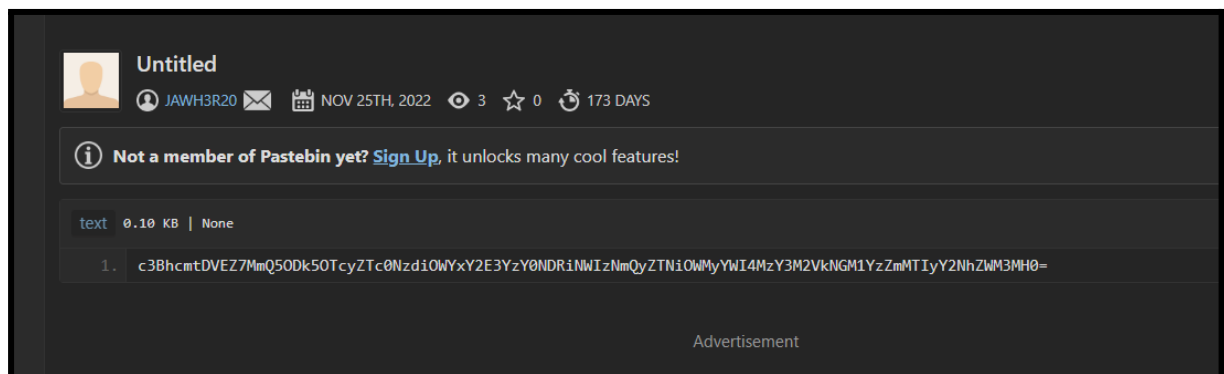 Untitled
JAWH3R20 NOV 25TH, 2022 3 0 173 DAYS
Not a member of Pastebin yet? Sign Up, it unlocks many cool features!
text 0.10 KB | None
1. c3BhcmtDVEZ7MmQ5ODk5OTcyZTc0NzdiOWYxY2E3YzY0NDRiNWIzNmQyZTNiOWMyYWI4MzY3M2VkNGM1YzZmMTIyY2NhZWM3MH0=
Advertisement